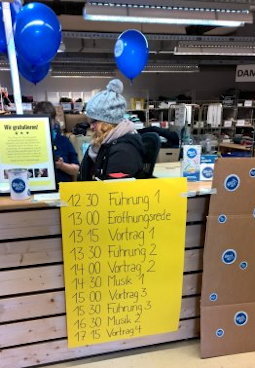 DAM
Wir gratulieren!
12 30 Führung 1
13 00 Eröffnungsrede
13 15 Vortrag 1
13 30 Führung 2
14 00 Vortrag 2
14 30 Musik 1
15 00 Vortrag 3
15 30 Führung 3
16 30 Musik 2
17 15 Vortrag 4